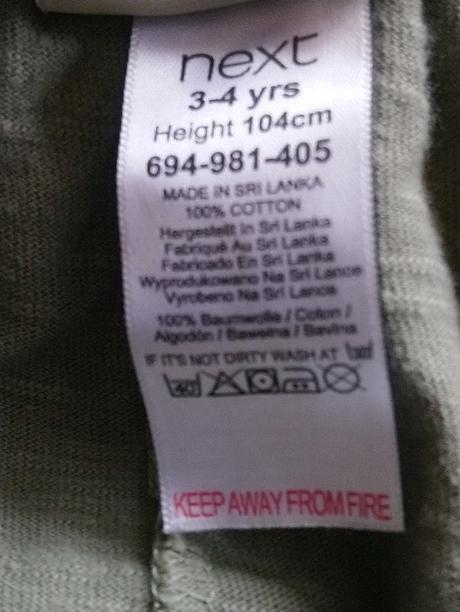 next
3-4 yrs
Height 104cm
694-981-405
MADE IN SRI LANKA
100% COTTON
Hergestellt In Sri Lanka
Fabriqué Au Sri Lanka
Fabricado En Sri Lanka
Wyprodukowano Na Sri Lance
Vyrobeno Na Sri Lance
100% Baumwolle / Coton /
Algodón / Bawełna / Bavlna
IF IT'S NOT DIRTY WASH AT
40
KEEP AWAY FROM FIRE